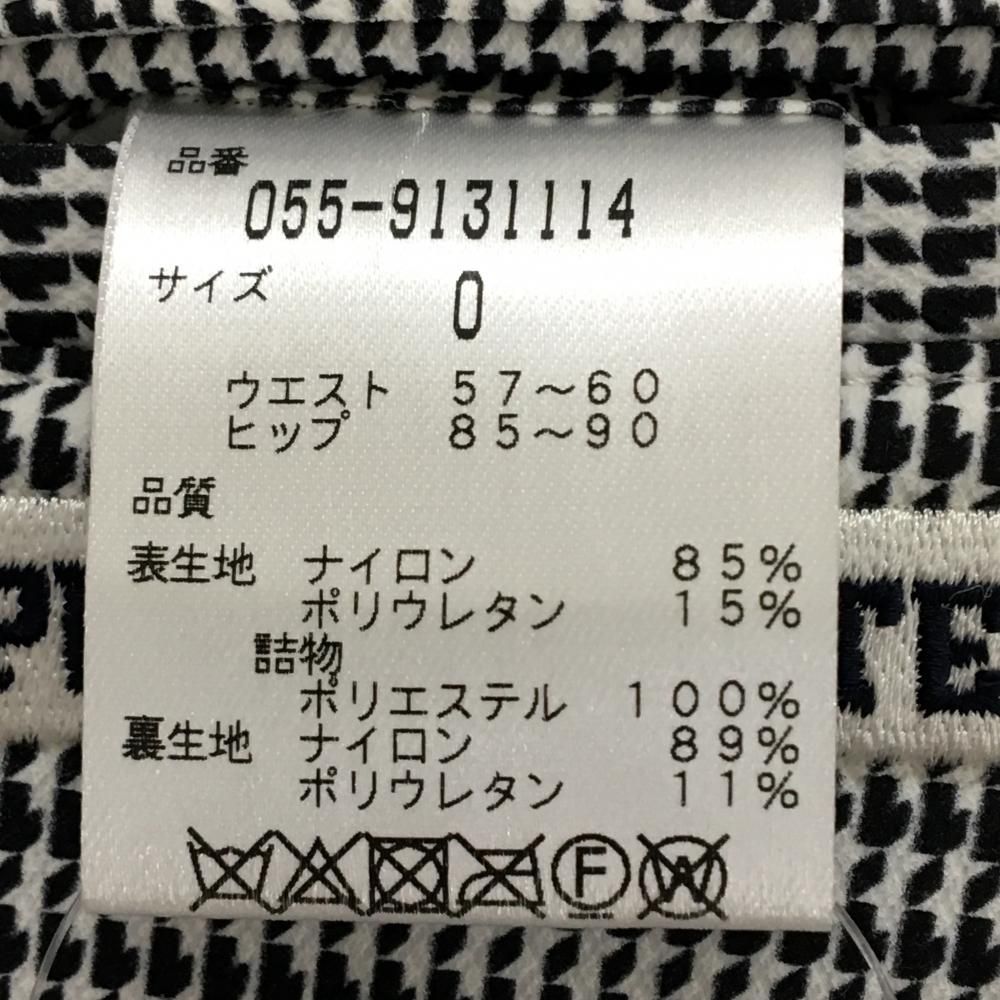 品番
055-9131114
サイズ 0
ウエスト 57～60
ヒップ 85～90
品質
表生地 ナイロン 85%
ポリウレタン 15%
詰物
ポリエステル 100%
裏生地 ナイロン 89%
ポリウレタン 11%
F W